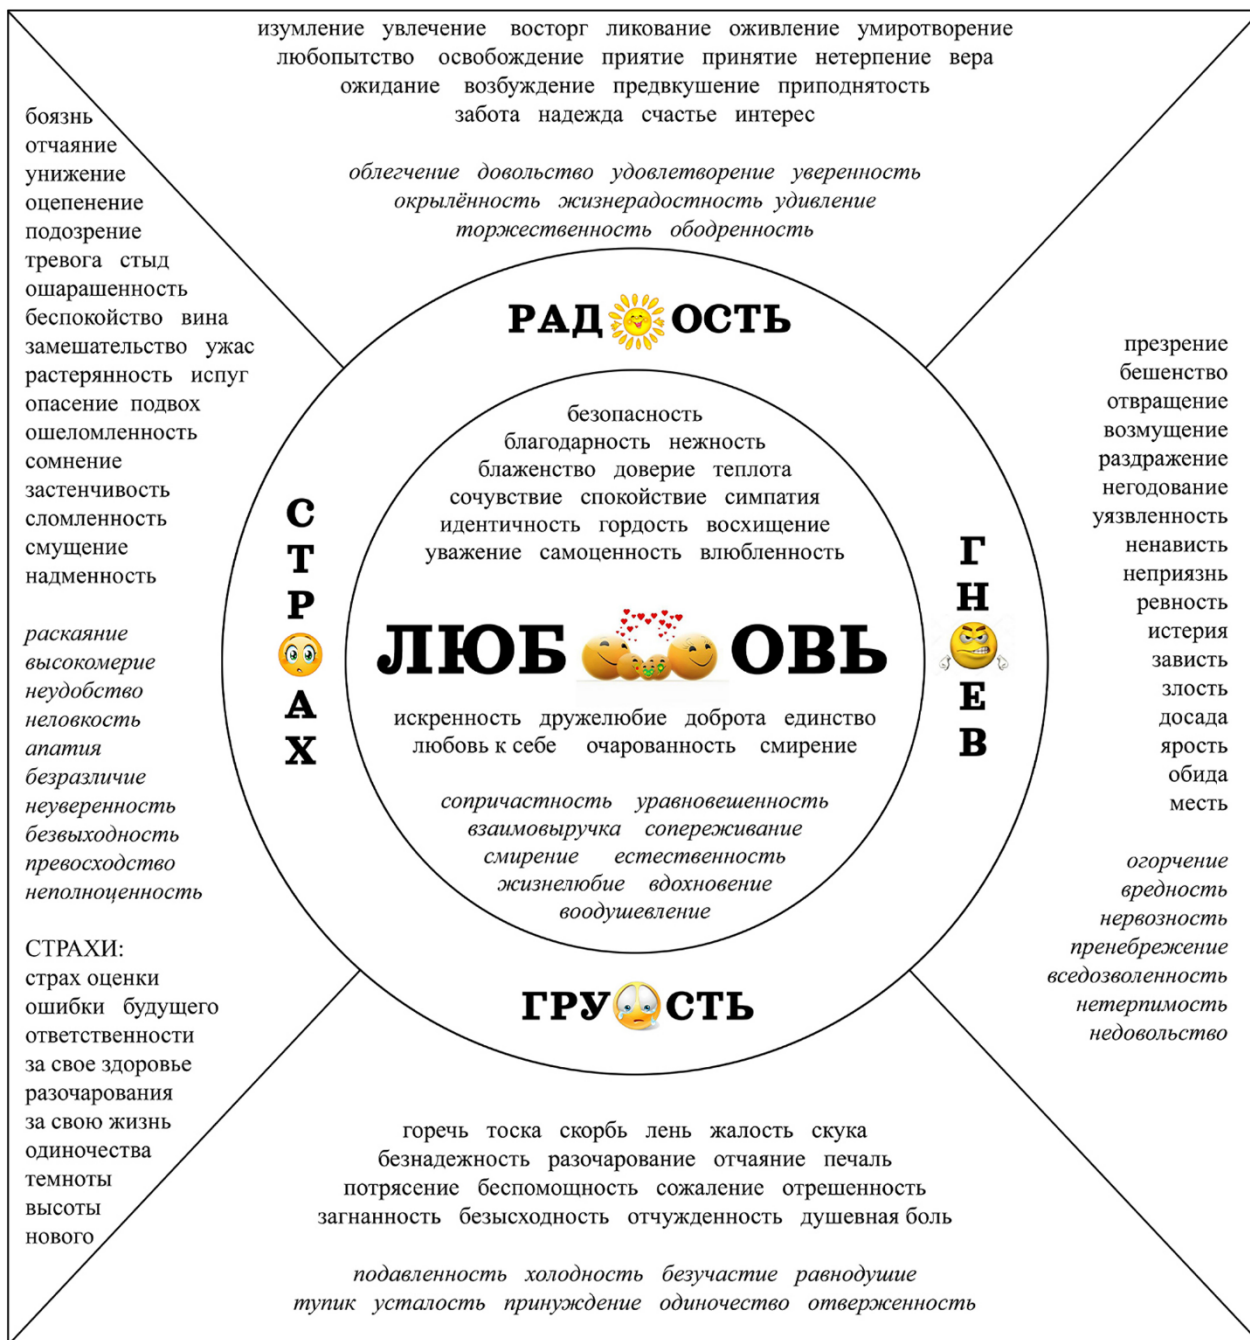 изумление увлечение восторг ликование оживление умиротворение
любопытство освобождение приятие принятие нетерпение вера
ожидание возбуждение предвкушение приподнятость
забота надежда счастье интерес
облегчение довольство удовлетворение уверенность
окрылённость жизнерадостность удивление
торжественность ободренность
РАДОСТЬ
боязнь
отчаяние
унижение
оцепенение
подозрение
тревога стыд
ошарашенность
беспокойство вина
замешательство ужас
растерянность испуг
опасение подвох
ошеломленность
сомнение
застенчивость
сломленность
смущение
надменность
раскаяние
высокомерие
неудобство
неловкость
апатия
безразличие
неуверенность
безвыходность
превосходство
неполноценность
СТРАХИ:
страх оценки
ошибки будущего
ответственности
за свое здоровье
разочарования
за свою жизнь
одиночества
темноты
высоты
нового
СТРАХ
безопасность
благодарность нежность
блаженство доверие теплота
сочувствие спокойствие симпатия
идентичность гордость восхищение
уважение самоценность влюбленность
ЛЮБОВЬ
искренность дружелюбие доброта единство
любовь к себе очарованность смирение
сопричастность уравновешенность
взаимовыручка сопереживание
смирение естественность
жизнелюбие вдохновение
воодушевление
ГНЕВ
презрение
бешенство
отвращение
возмущение
раздражение
негодование
уязвленность
ненависть
неприязнь
ревность
истерия
зависть
злость
досада
ярость
обида
месть
огорчение
вредность
нервозность
пренебрежение
вседозволенность
нетерпимость
недовольство
ГРУСТЬ
горечь тоска скорбь лень жалость скука
безнадежность разочарование отчаяние печаль
потрясение беспомощность сожаление отрешенность
загнанность безысходность отчужденность душевная боль
подавленность холодность безучастие равнодушие
тупик усталость принуждение одиночество отверженность